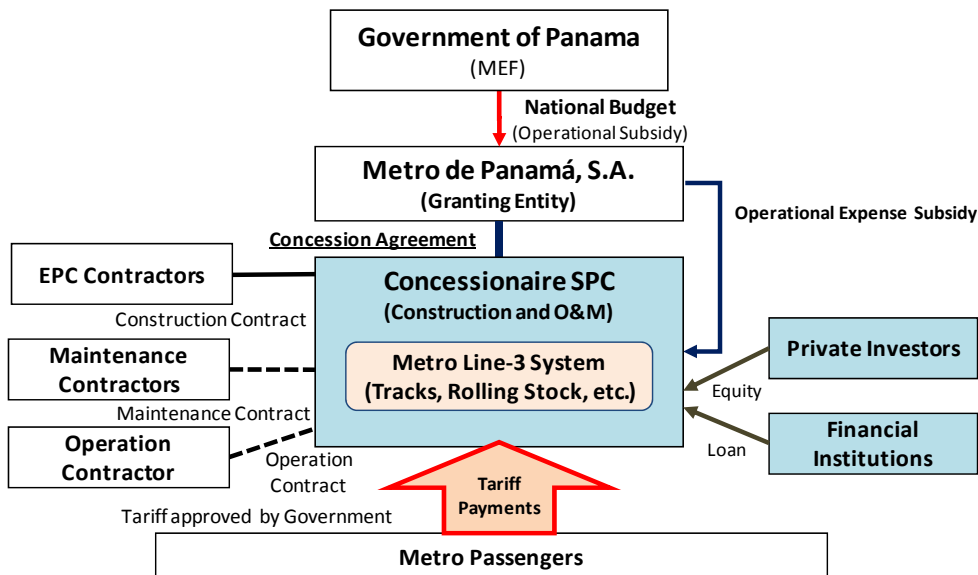 Government of Panama
(MEF)
National Budget
(Operational Subsidy)
Metro de Panamá, S.A.
(Granting Entity)
Operational Expense Subsidy
Concession Agreement
EPC Contractors
Concessionaire SPC
(Construction and O&M)
Construction Contract
Maintenance
Contractors
Metro Line-3 System
(Tracks, Rolling Stock, etc.)
Private Investors
Equity
Maintenance Contract
Operation
Contractor
Operation
Contract
Loan
Financial
Institutions
Tariff
Payments
Tariff approved by Government
Metro Passengers